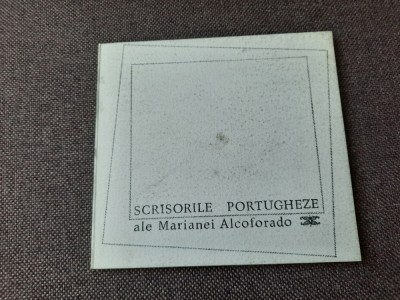 SCRISORILE PORTUGHEZE
ale Marianei Alcoforado